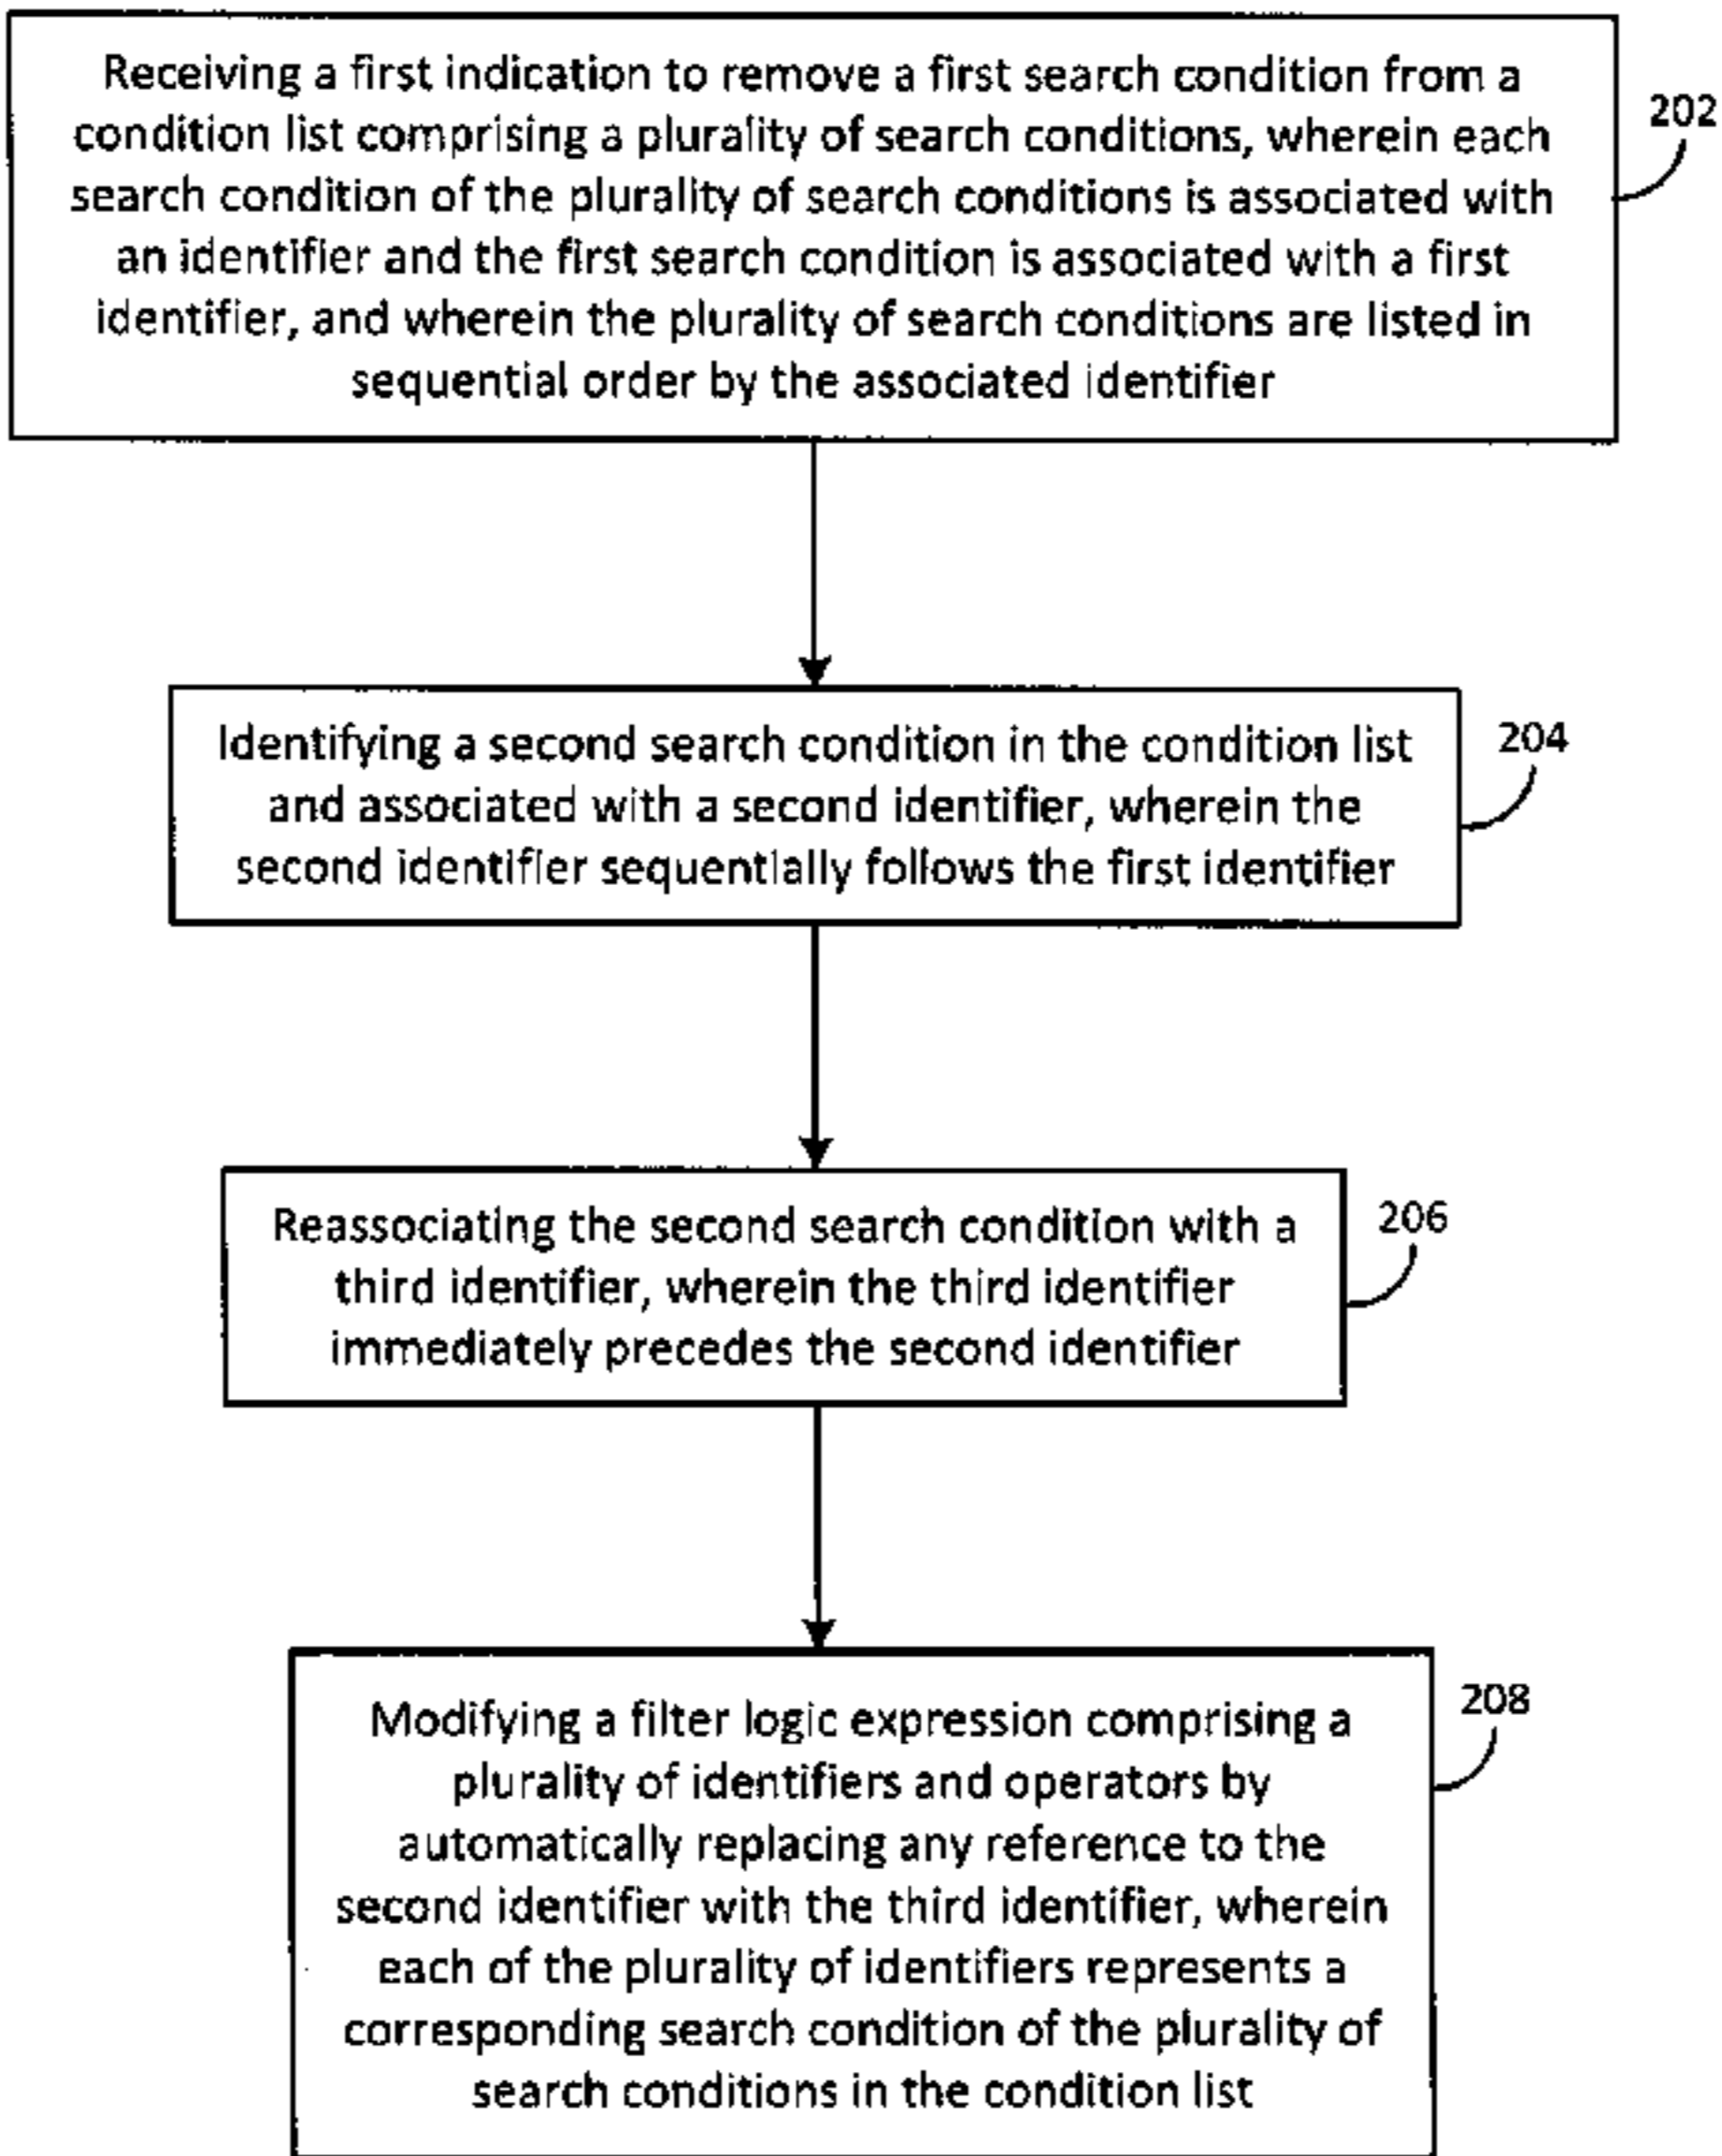 Receiving a first indication to remove a first search condition from a
condition list comprising a plurality of search conditions, wherein each
search condition of the plurality of search conditions is associated with
an identifier and the first search condition is associated with a first
identifier, and wherein the plurality of search conditions are listed in
sequential order by the associated identifier
202
Identifying a second search condition in the condition list
and associated with a second identifier, wherein the
second identifier sequentially follows the first identifier
204
Reassociating the second search condition with a
third identifier, wherein the third identifier
immediately precedes the second identifier
206
Modifying a filter logic expression comprising a
plurality of identifiers and operators by
automatically replacing any reference to the
second identifier with the third identifier, wherein
each of the plurality of identifiers represents a
corresponding search condition of the plurality of
search conditions in the condition list
208